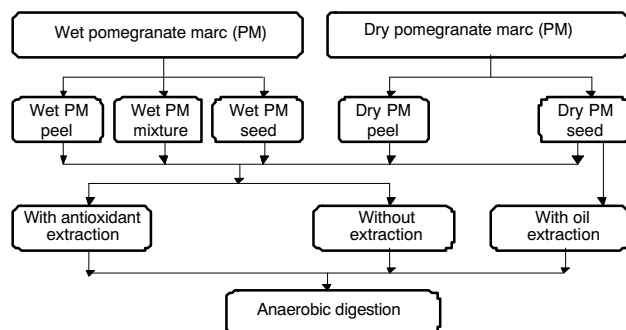 Wet pomegranate marc (PM)
Dry pomegranate marc (PM)
Wet PM
peel
Wet PM
mixture
Wet PM
seed
Dry PM
peel
Dry PM
seed
With antioxidant
extraction
Without
extraction
With oil
extraction
Anaerobic digestion